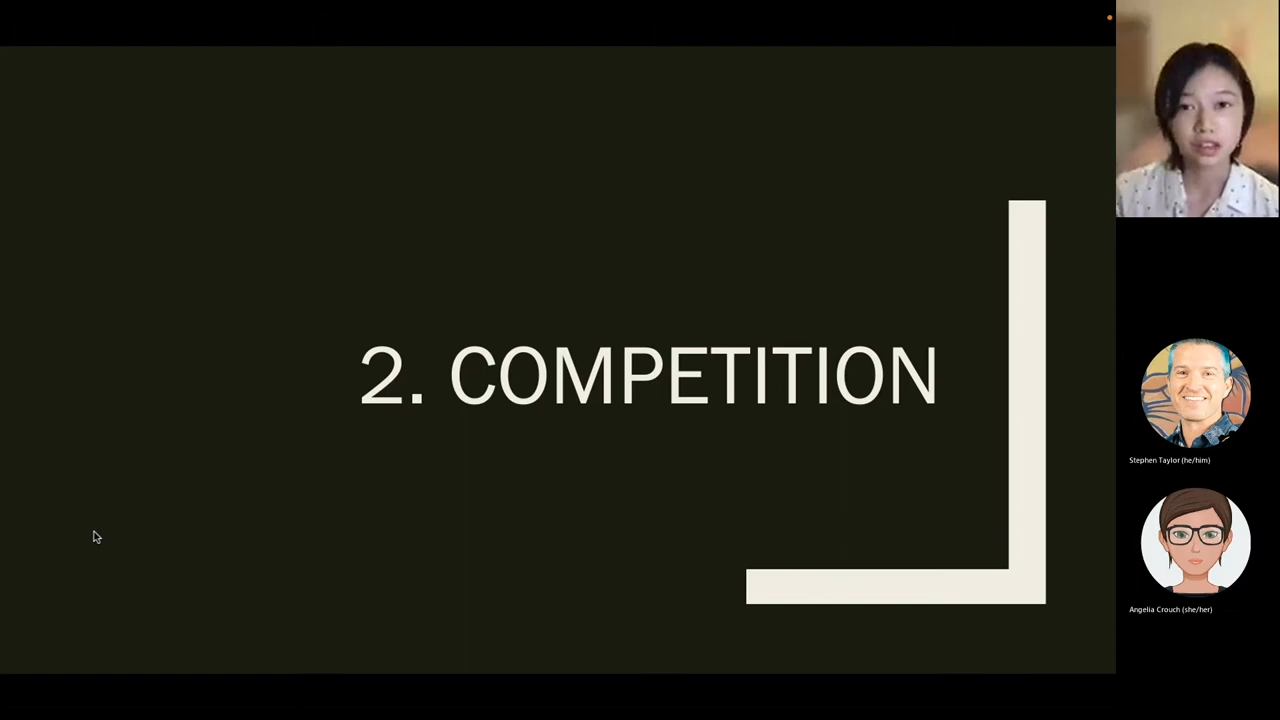 2. COMPETITION
Stephen Taylor (he/him)
Angelia Crouch (she/her)